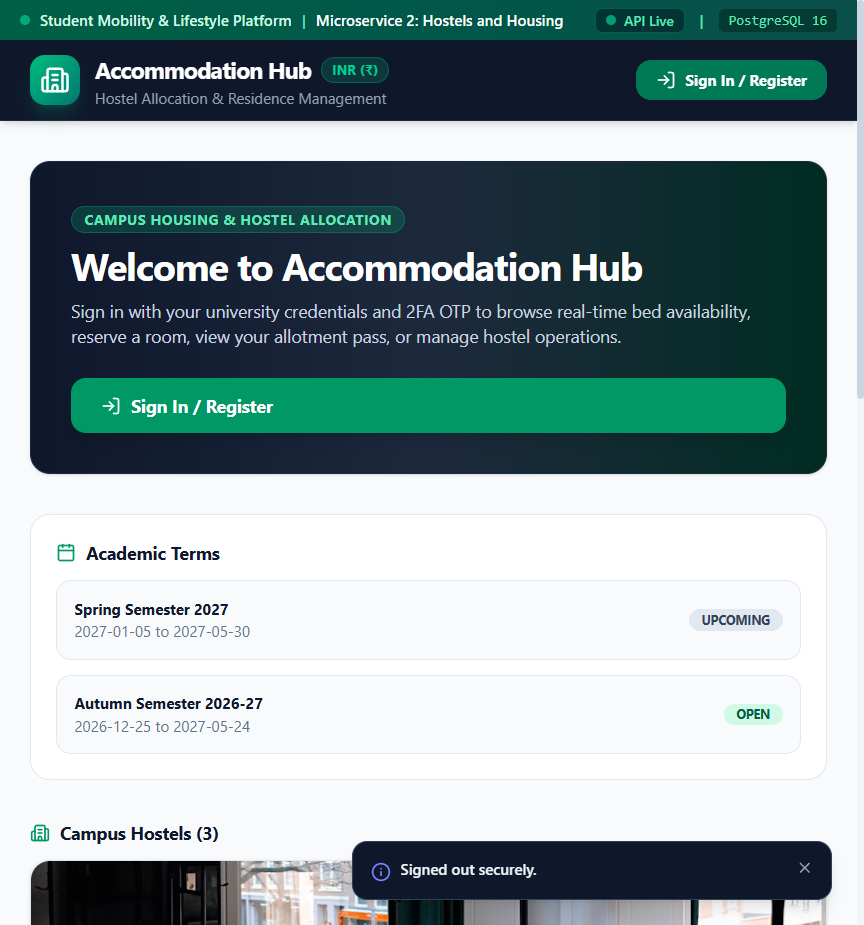 Student Mobility & Lifestyle Platform | Microservice 2: Hostels and Housing API Live | PostgreSQL 16
Accommodation Hub INR (₹)
Hostel Allocation & Residence Management
Sign In / Register
CAMPUS HOUSING & HOSTEL ALLOCATION
Welcome to Accommodation Hub
Sign in with your university credentials and 2FA OTP to browse real-time bed availability,
reserve a room, view your allotment pass, or manage hostel operations.
Sign In / Register
Academic Terms
Spring Semester 2027
2027-01-05 to 2027-05-30
UPCOMING
Autumn Semester 2026-27
2026-12-25 to 2027-05-24
OPEN
Campus Hostels (3)
Signed out securely.